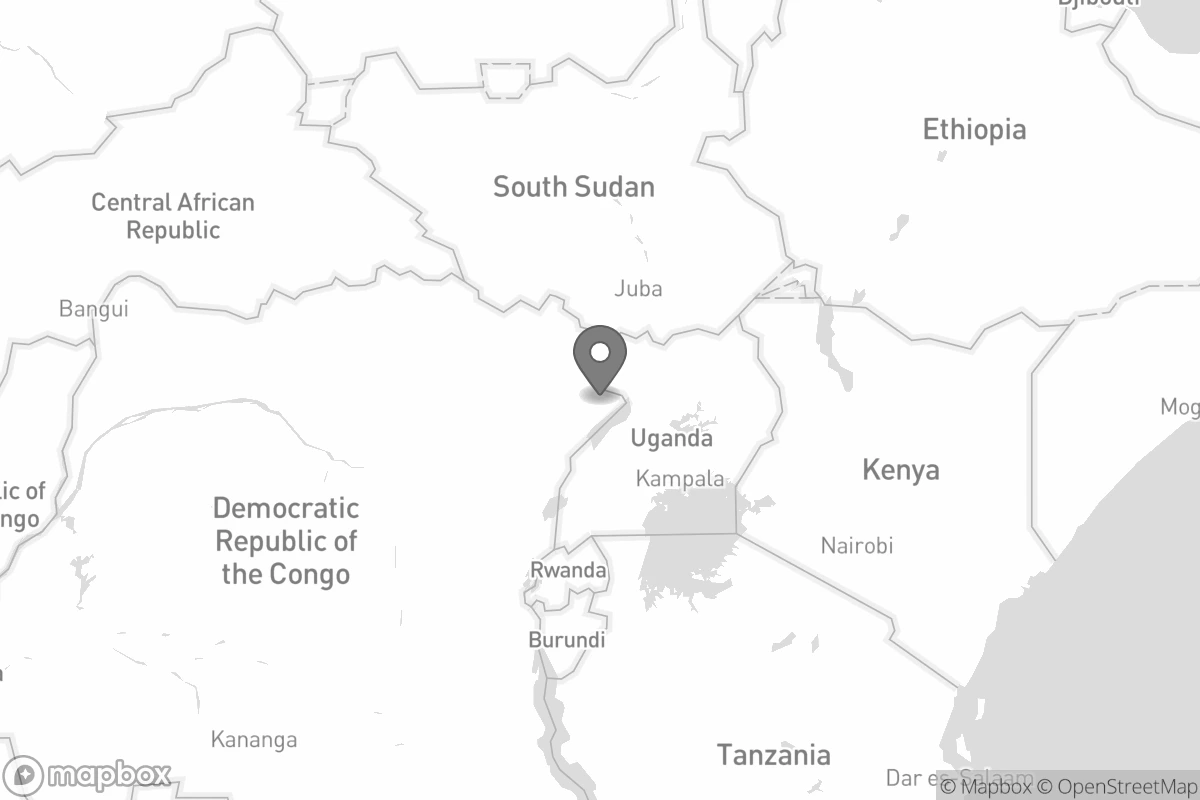 Djibouti
Ethiopia
South Sudan
Central African
Republic
Juba
Bangui
Mog
Uganda
Kenya
Kampala
lic of
ngo
Democratic
Republic of
the Congo
Nairobi
Rwanda
Burundi
Kananga
Tanzania
mapbox
Dar es-Salaam
© Mapbox © OpenStreetMap